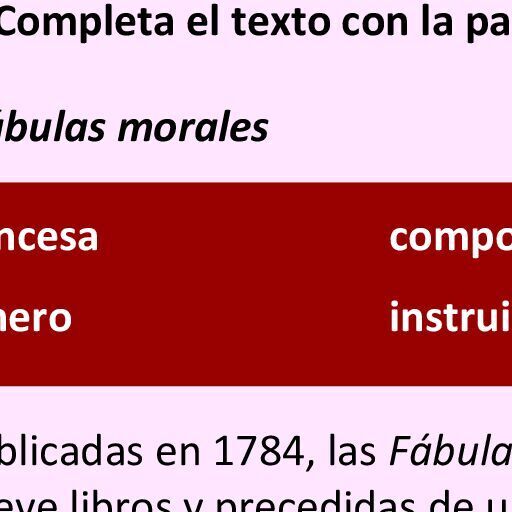 Completa el texto con la pa
ábulas morales
ncesa compo
nero instrui
blicadas en 1784, las Fábula
eve libros y precedidas de u